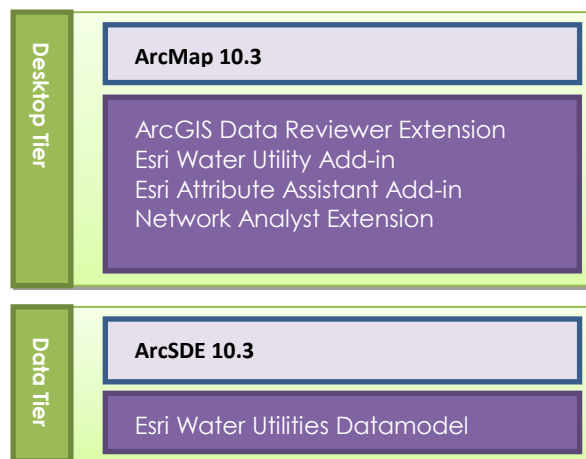 Desktop Tier
ArcMap 10.3
ArcGIS Data Reviewer Extension
Esri Water Utility Add-in
Esri Attribute Assistant Add-in
Network Analyst Extension
Data Tier
ArcSDE 10.3
Esri Water Utilities Datamodel